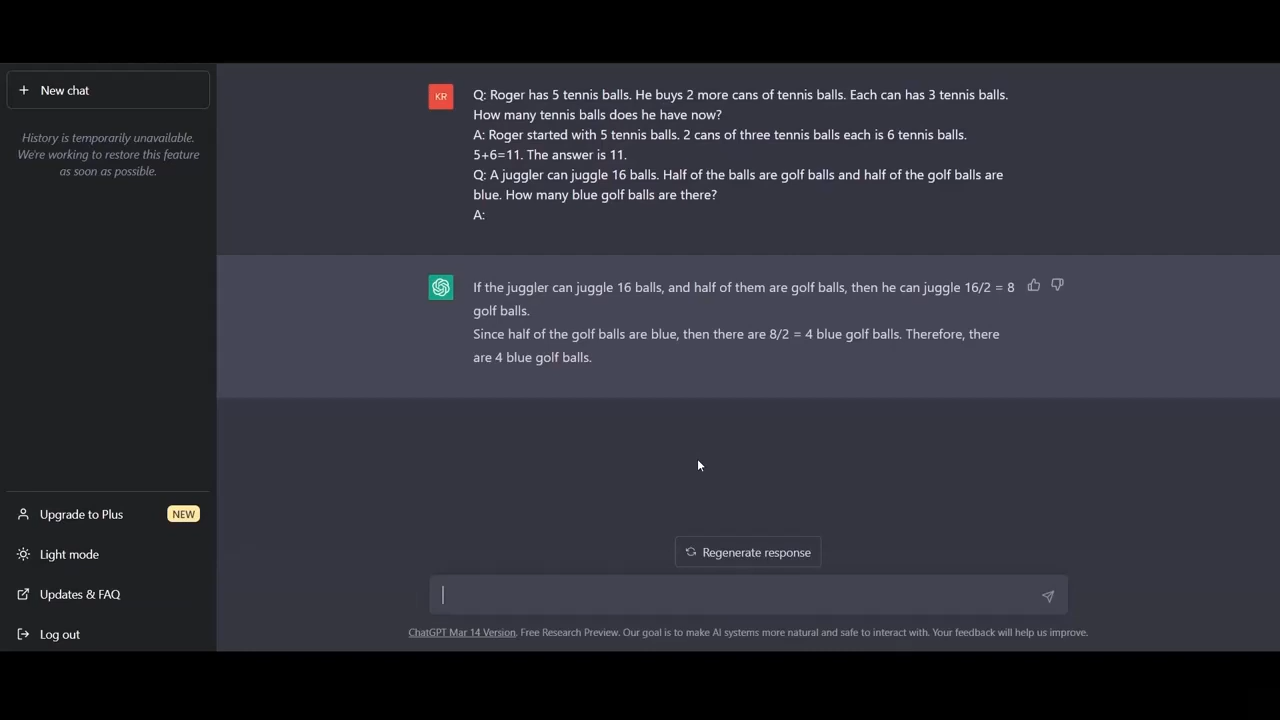 New chat
History is temporarily unavailable.
We're working to restore this feature
as soon as possible.
Upgrade to Plus NEW
Light mode
Updates & FAQ
Log out
KR
Q: Roger has 5 tennis balls. He buys 2 more cans of tennis balls. Each can has 3 tennis balls.
How many tennis balls does he have now?
A: Roger started with 5 tennis balls. 2 cans of three tennis balls each is 6 tennis balls.
5+6=11. The answer is 11.
Q: A juggler can juggle 16 balls. Half of the balls are golf balls and half of the golf balls are
blue. How many blue golf balls are there?
A:
If the juggler can juggle 16 balls, and half of them are golf balls, then he can juggle 16/2 = 8
golf balls.
Since half of the golf balls are blue, then there are 8/2 = 4 blue golf balls. Therefore, there
are 4 blue golf balls.
Regenerate response
ChatGPT Mar 14 Version. Free Research Preview. Our goal is to make AI systems more natural and safe to interact with. Your feedback will help us improve.